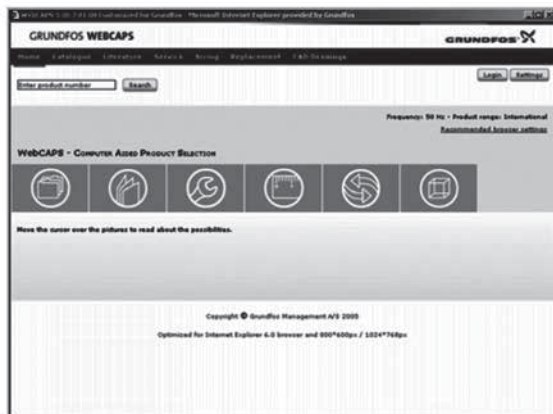 GRUNDFOS WEBCAPS
GRUNDFOS
Home Catalogue Literature Service Sizing Replacement CAD Drawings
Enter product number Search
Login Settings
Frequency: 50 Hz - Product range: International
Recommended browser settings
WebCAPS - Computer Aided Product Selection
Move the cursor over the pictures to read about the possibilities.
Copyright © Grundfos Management A/S 2005
Optimized for Internet Explorer 6.0 browser and 800*600px / 1024*768px